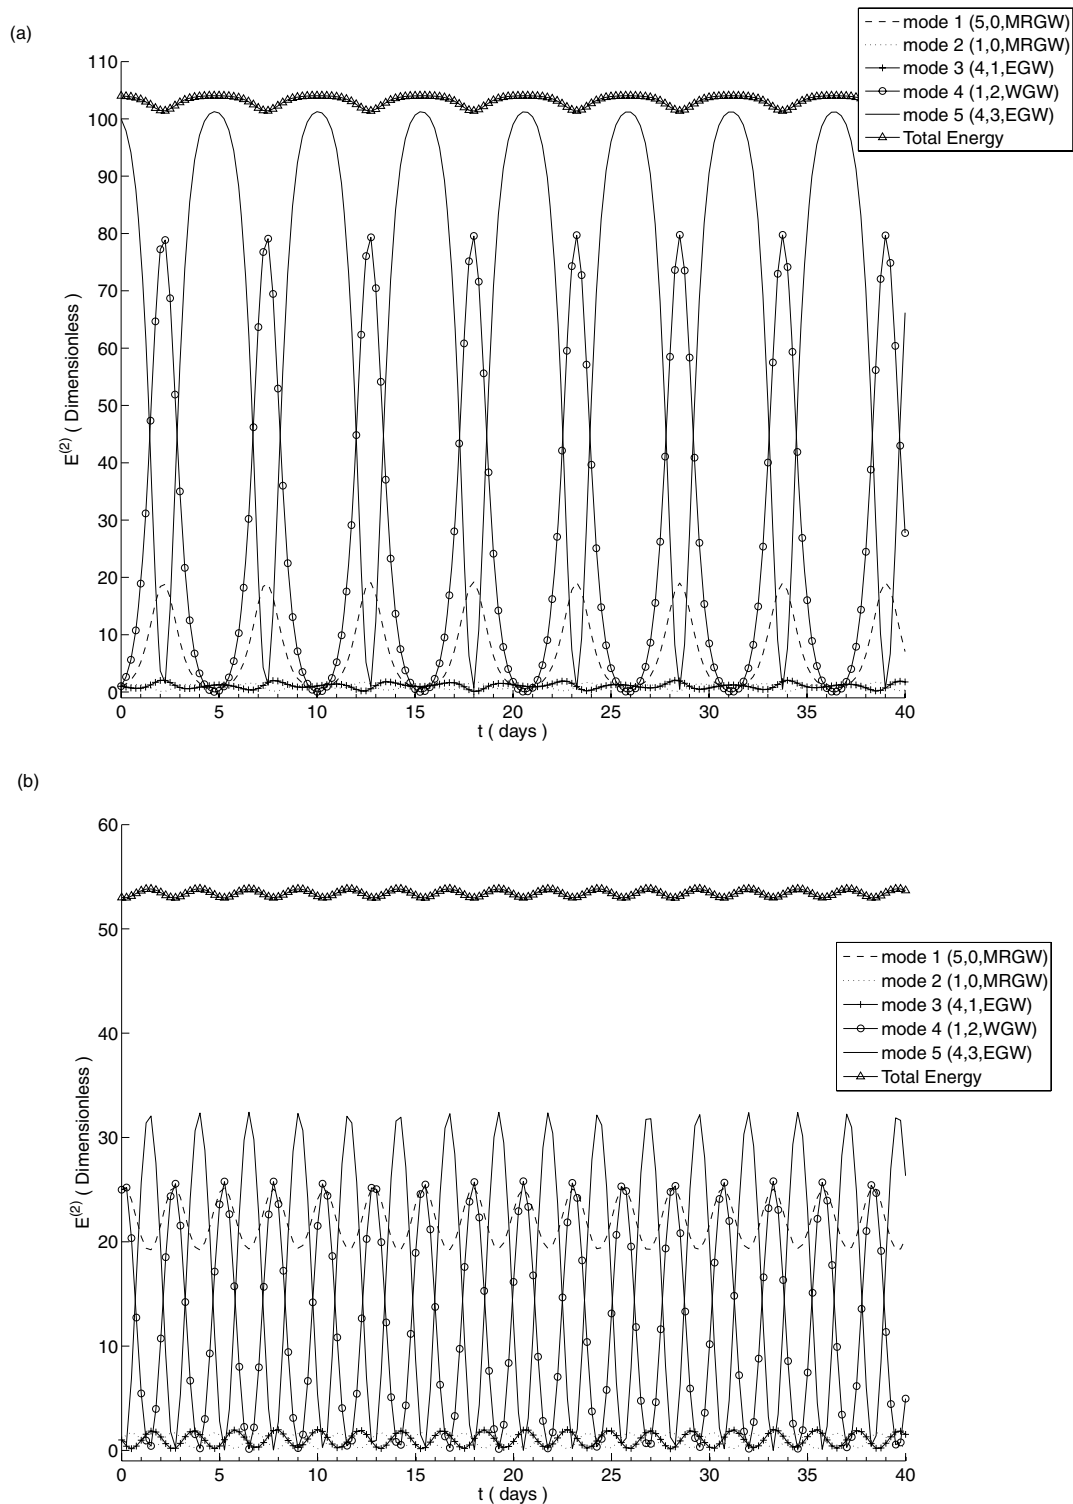 (a)
mode 1 (5,0,MRGW)
mode 2 (1,0,MRGW)
mode 3 (4,1,EGW)
mode 4 (1,2,WGW)
mode 5 (4,3,EGW)
Total Energy
110
100
90
80
70
60
50
40
30
20
10
0
E(2) ( Dimensionless )
0 5 10 15 20 25 30 35 40
t ( days )
(b)
60
50
40
30
20
10
0
E(2) ( Dimensionless )
mode 1 (5,0,MRGW)
mode 2 (1,0,MRGW)
mode 3 (4,1,EGW)
mode 4 (1,2,WGW)
mode 5 (4,3,EGW)
Total Energy
0 5 10 15 20 25 30 35 40
t ( days )